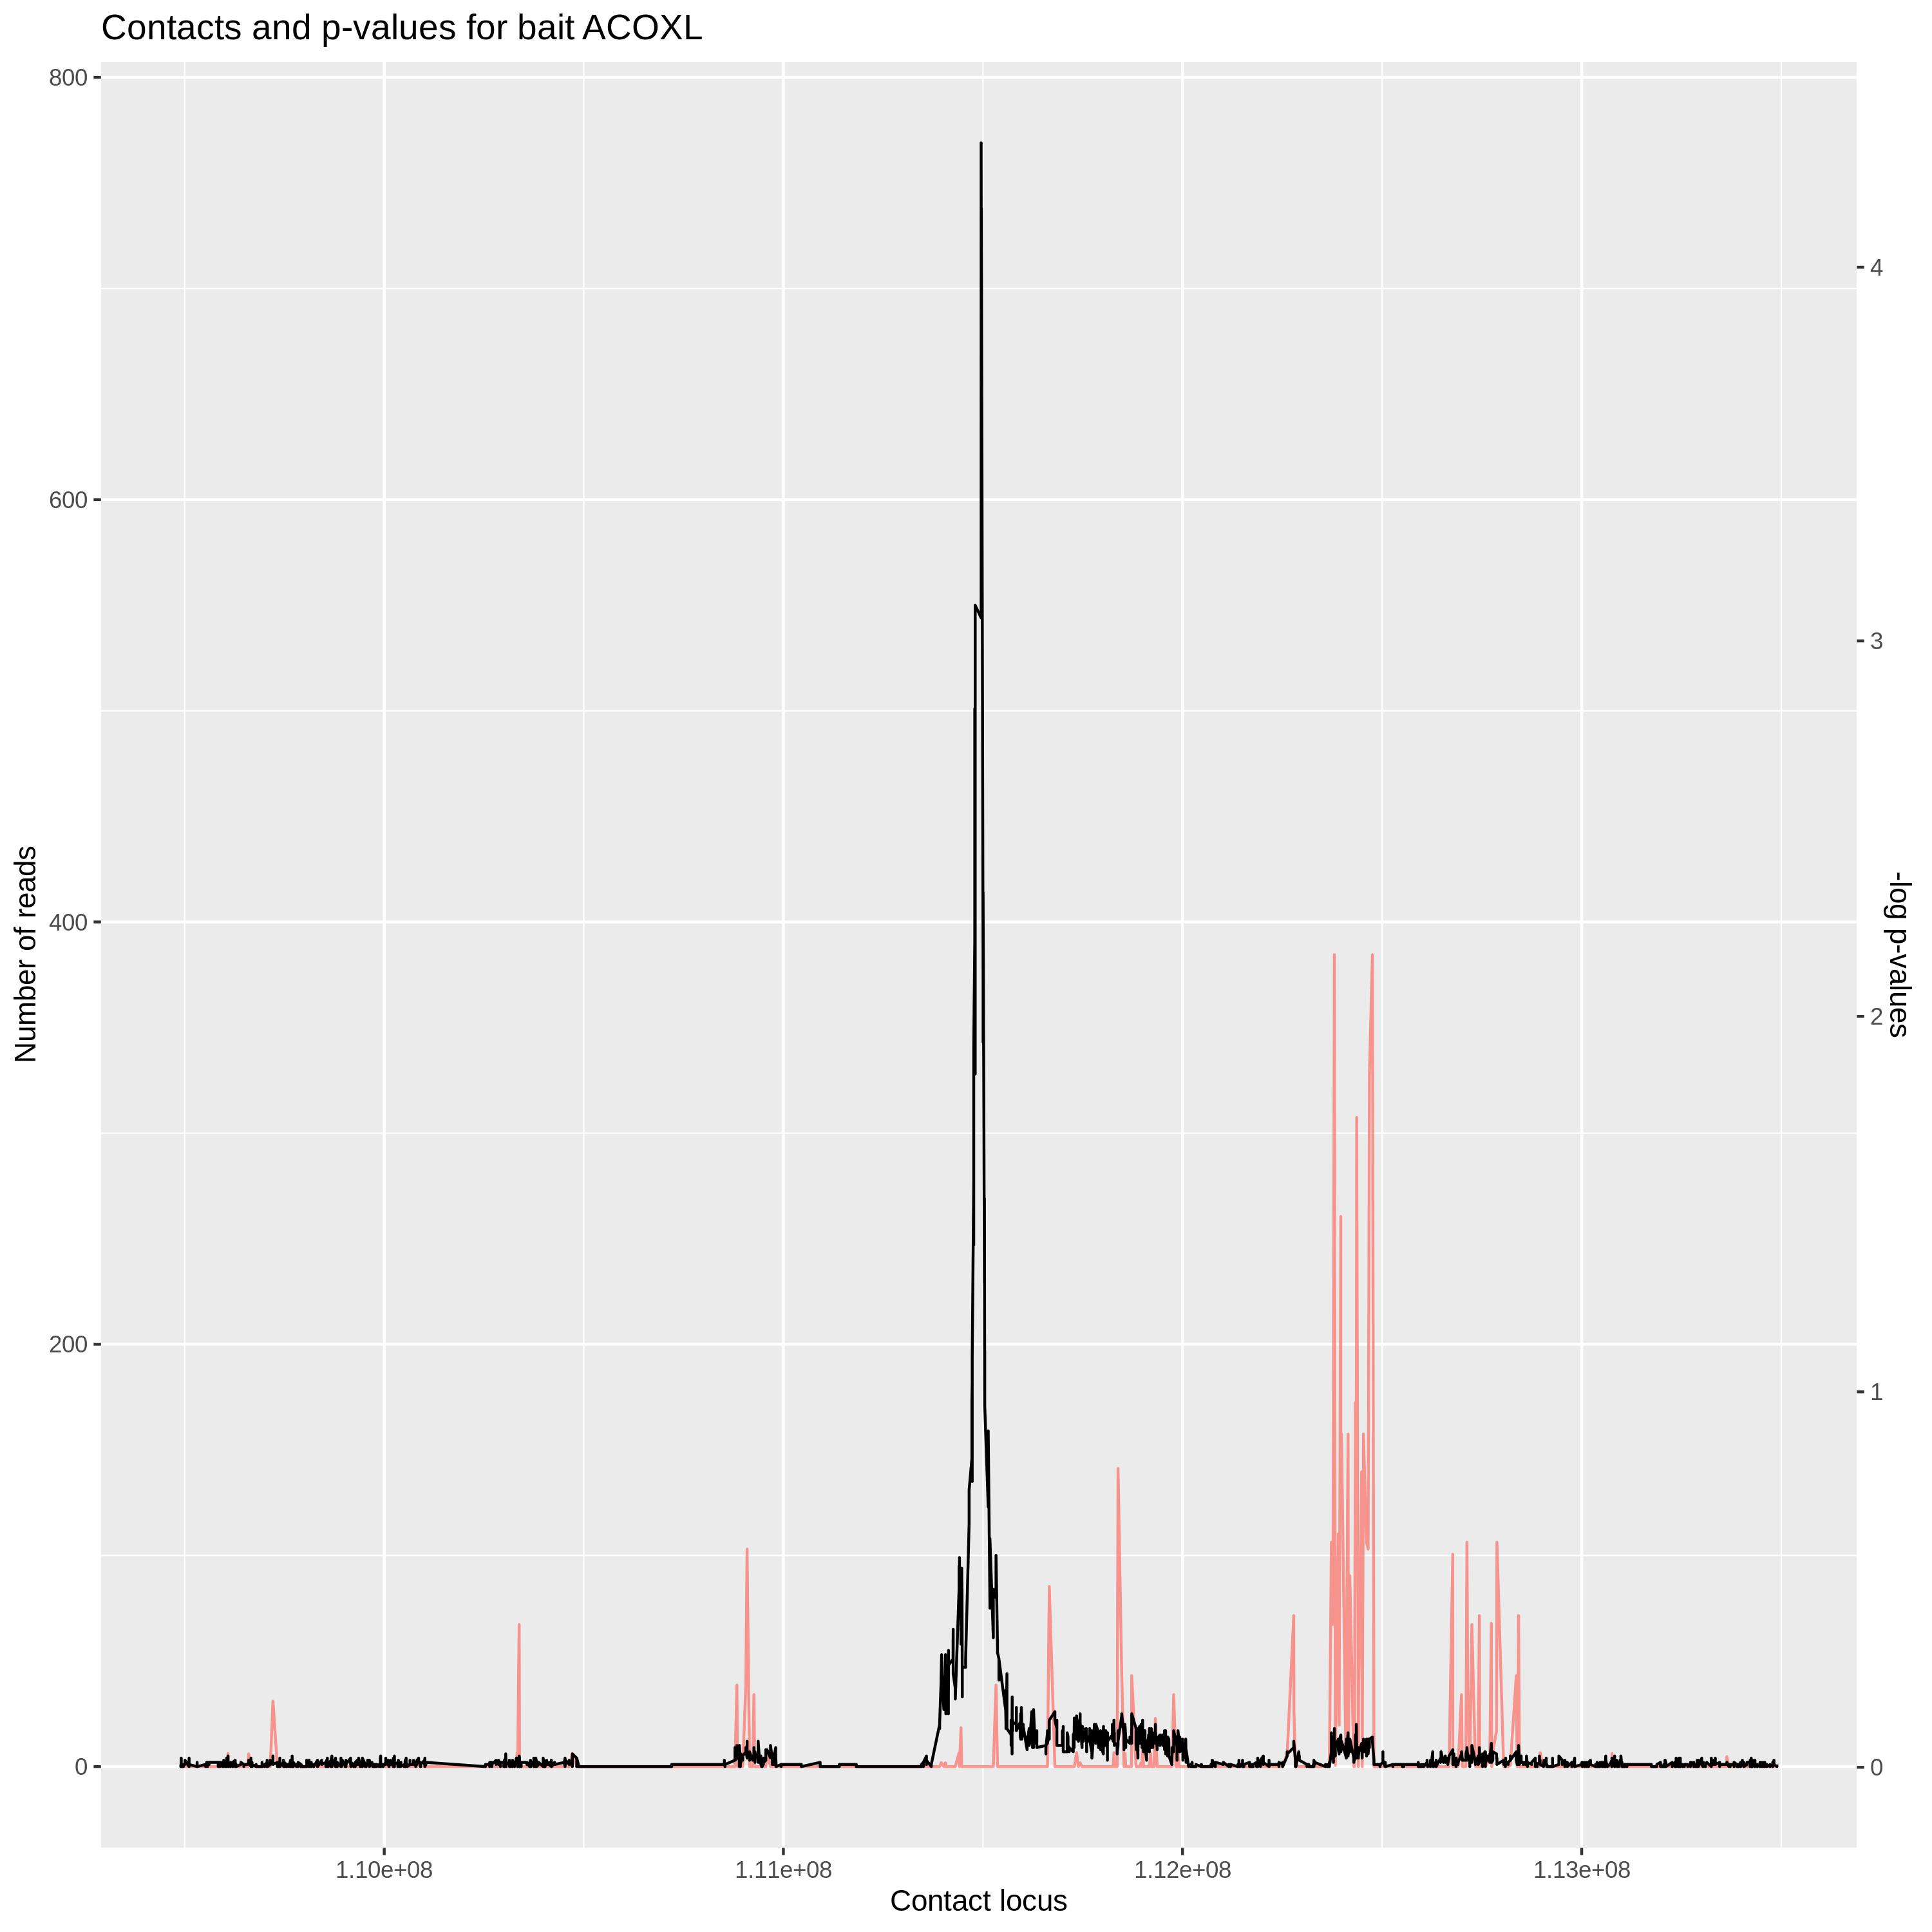 Contacts and p-values for bait ACOXL
800
600
400
200
0
Number of reads
4
3
2
1
0
-log p-values
1.10e+08
1.11e+08
1.12e+08
1.13e+08
Contact locus